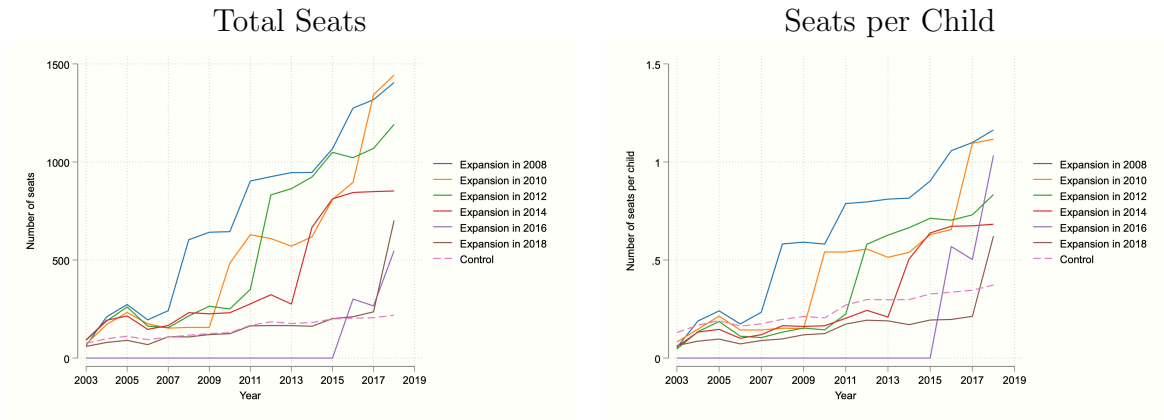 Total Seats
1500
1000
500
0
Number of seats
2003 2005 2007 2009 2011 2013 2015 2017 2019
Year
Expansion in 2008
Expansion in 2010
Expansion in 2012
Expansion in 2014
Expansion in 2016
Expansion in 2018
Control
Seats per Child
1.5
1
.5
0
Number of seats per child
2003 2005 2007 2009 2011 2013 2015 2017 2019
Year
Expansion in 2008
Expansion in 2010
Expansion in 2012
Expansion in 2014
Expansion in 2016
Expansion in 2018
Control